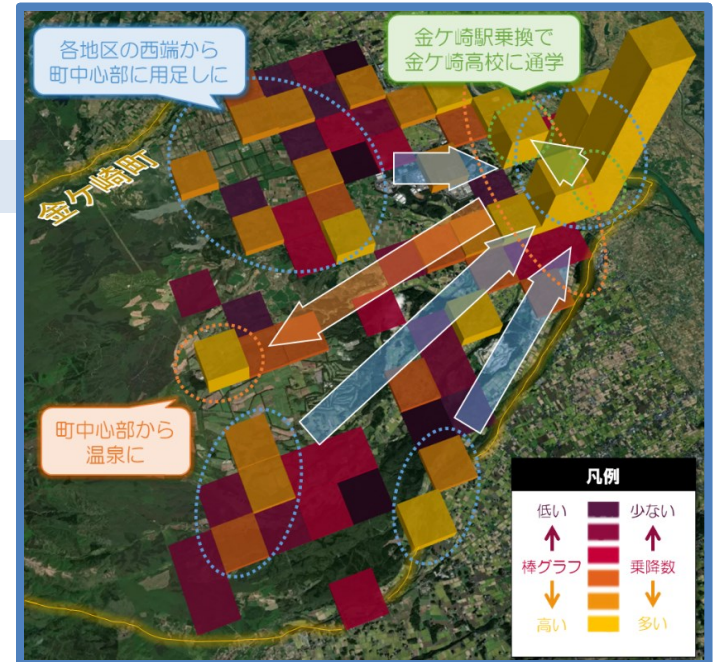 各地区の西端から
町中心部に用足しに
金ケ崎駅乗換で
金ケ崎高校に通学
金ケ崎町
町中心部から
温泉に
凡例
低い 少ない
棒グラフ 乗降数
高い 多い